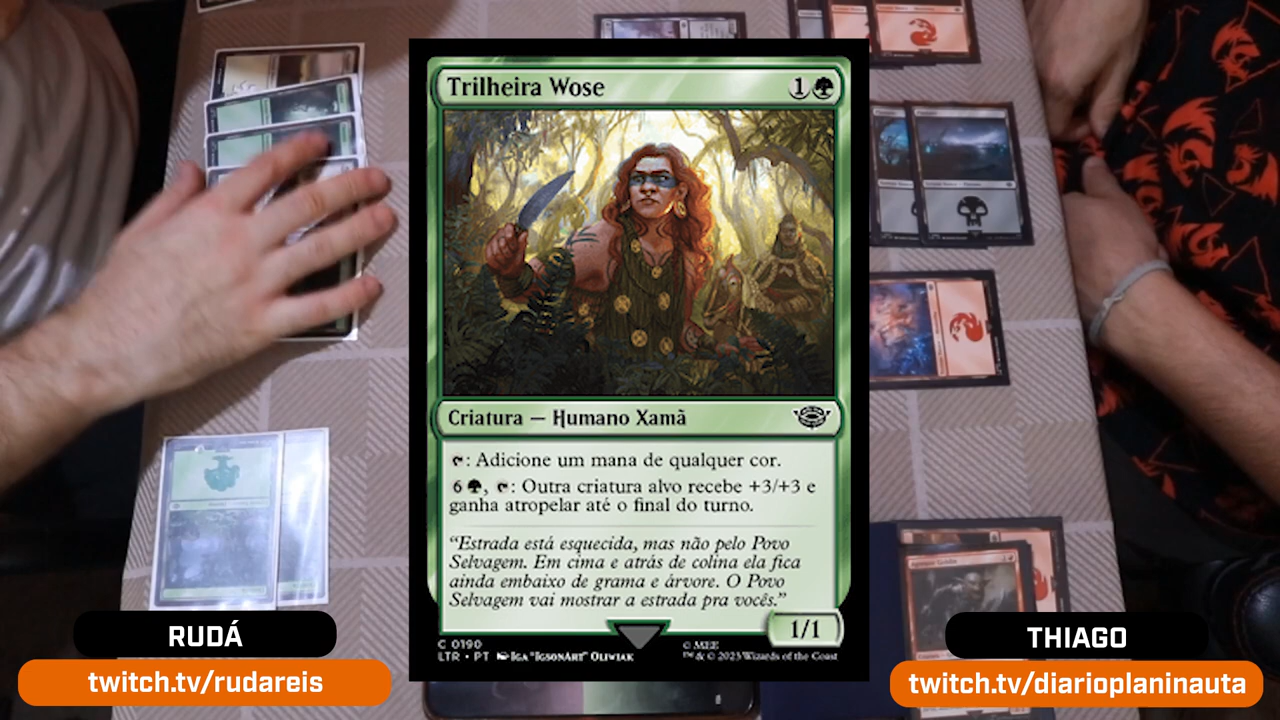 Trilheira Wose
1
Criatura — Humano Xamã
: Adicione um mana de qualquer cor.
6 , : Outra criatura alvo recebe +3/+3 e
ganha atropelar até o final do turno.
“Estrada está esquecida, mas não pelo Povo
Selvagem. Em cima e atrás de colina ela fica
ainda embaixo de grama e árvore. O Povo
Selvagem vai mostrar a estrada pra vocês.”
1/1
C 0190
LTR • PT Iga "IgsonArt" Oliwiak
© MEE
™ & © 2023 Wizards of the Coast
RUDÁ
twitch.tv/rudareis
THIAGO
twitch.tv/diarioplaninauta